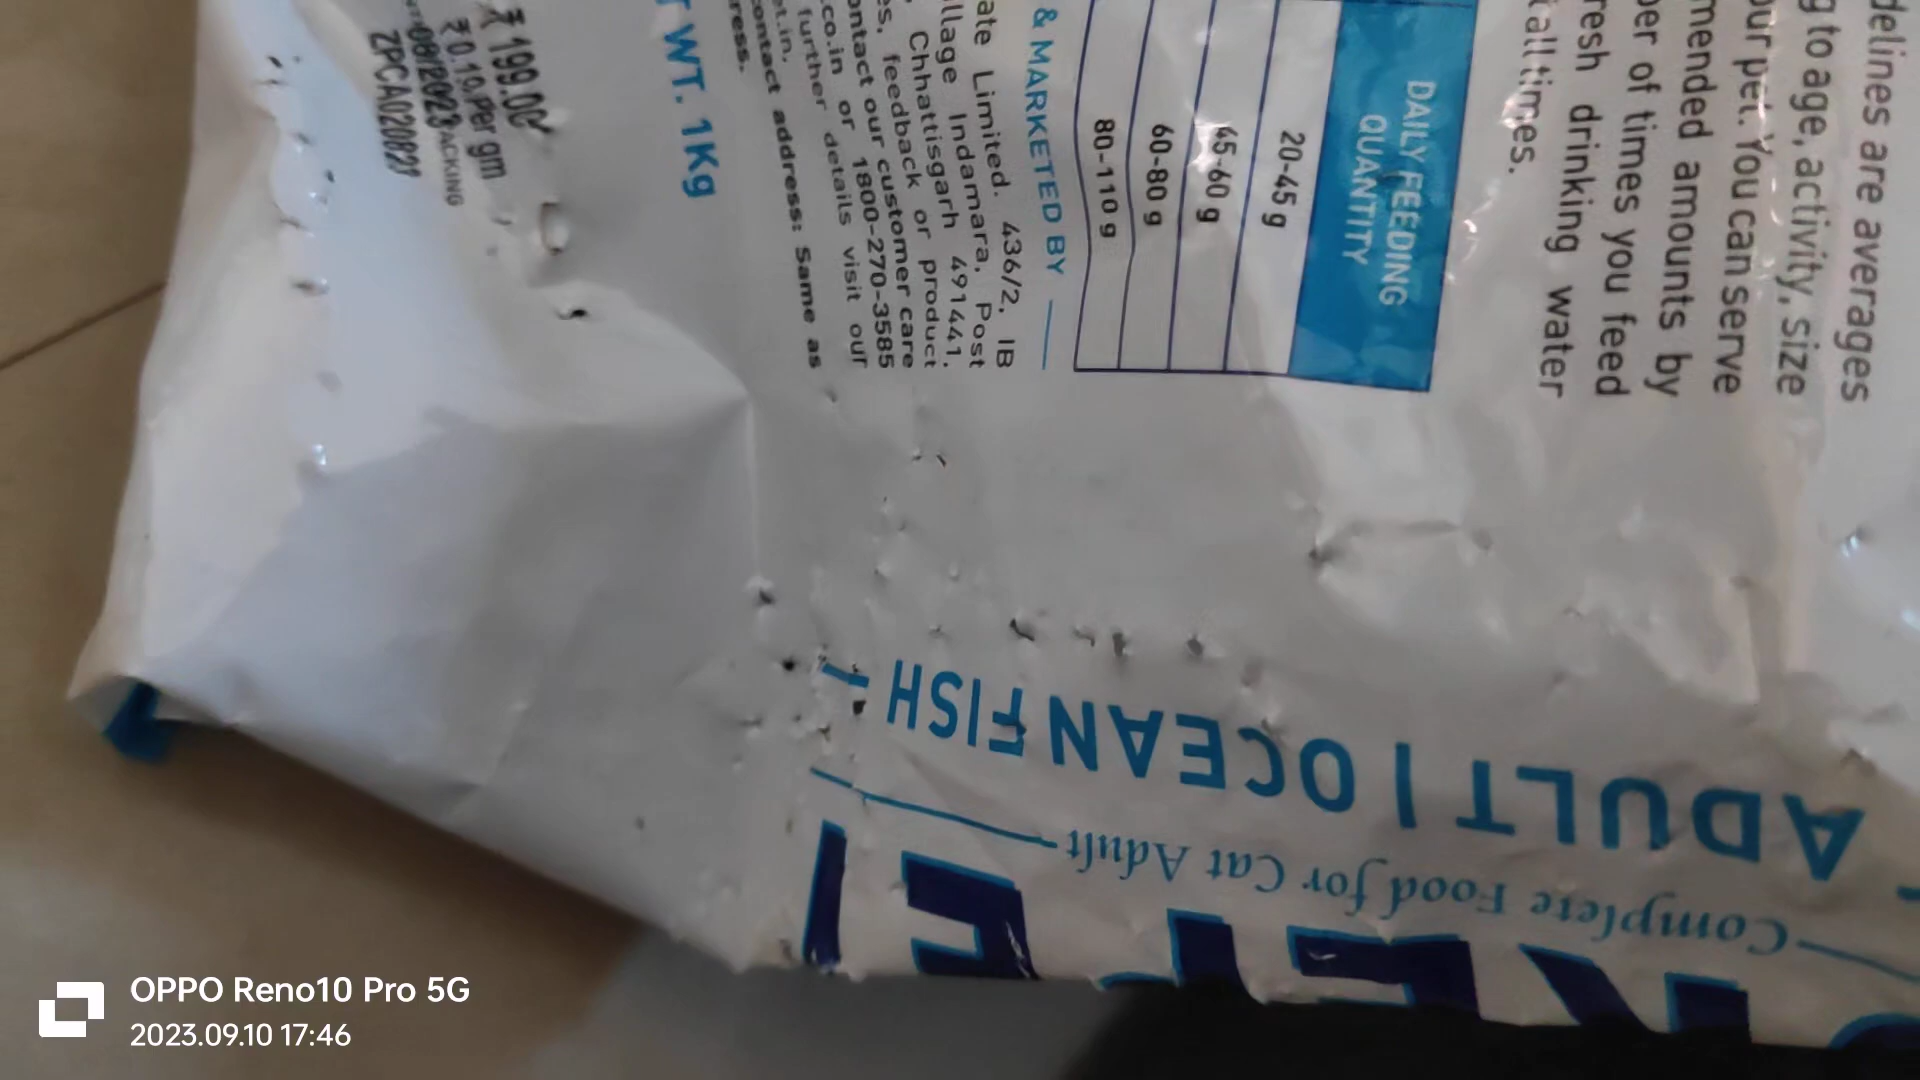 delines are averages
g to age, activity, size
our pet. You can serve
mended amounts by
per of times you feed
resh drinking water
all times.
DAILY FEEDING
QUANTITY
20-45 g
45-60 g
60-80 g
80-110 g
& MARKETED BY
ate Limited. 436/2, IB
llage Indamara, Post
Chhattisgarh 491441.
es, feedback or product
ontact our customer care
or 1800-270-3585
.co.in
further details visit our
et.in.
contact address: Same as
ress.
WT. 1Kg
₹ 199.00
₹ 0.19 Per gm
08/2023
PACKING
ADULT | OCEAN FISH
Complete Food for Cat Adult
OPPO Reno10 Pro 5G
2023.09.10 17:46